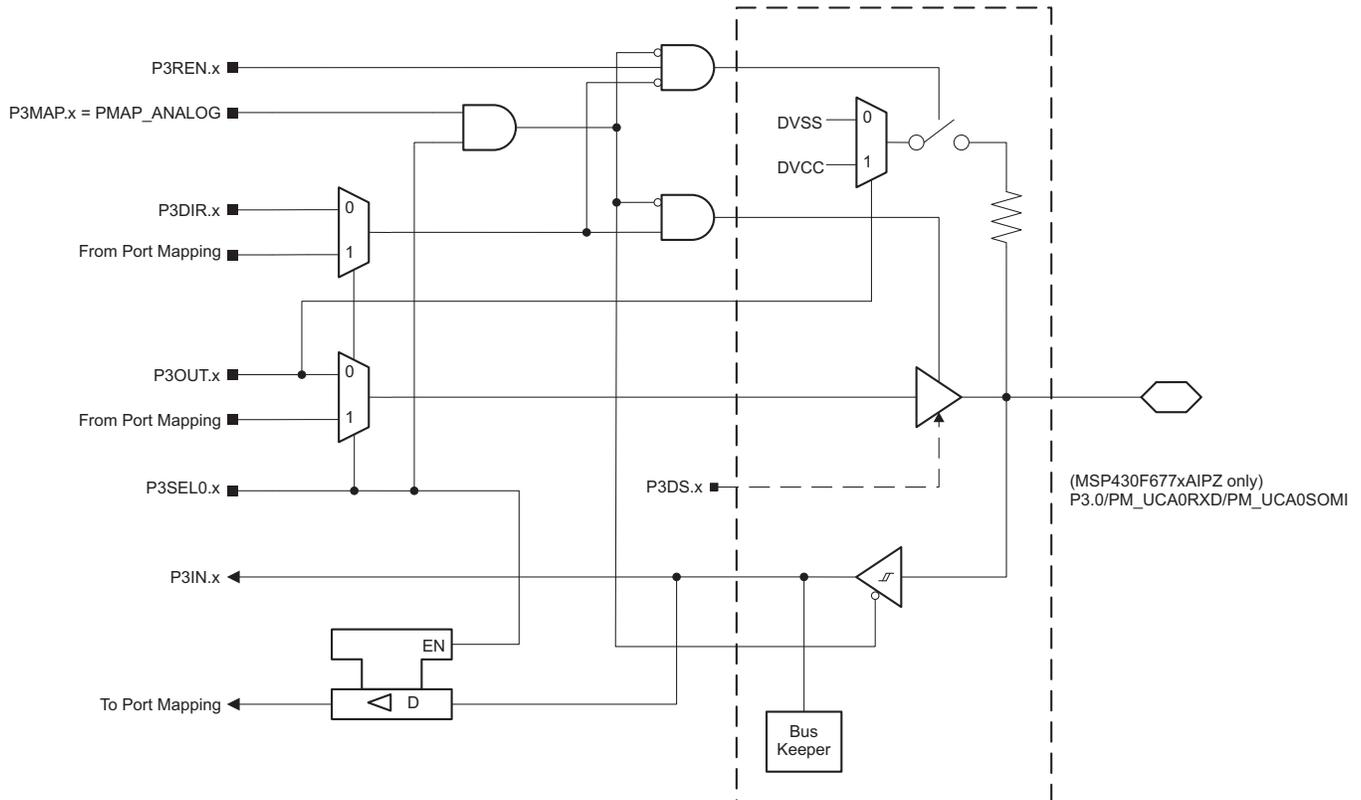 P3REN.x
P3MAP.x = PMAP_ANALOG
DVSS
0
DVCC
1
P3DIR.x
0
From Port Mapping
1
P3OUT.x
0
From Port Mapping
1
P3SEL0.x
P3DS.x
(MSP430F677xAIPZ only)
P3.0/PM_UCA0RXD/PM_UCA0SOMI
P3IN.x
EN
To Port Mapping
D
Bus
Keeper